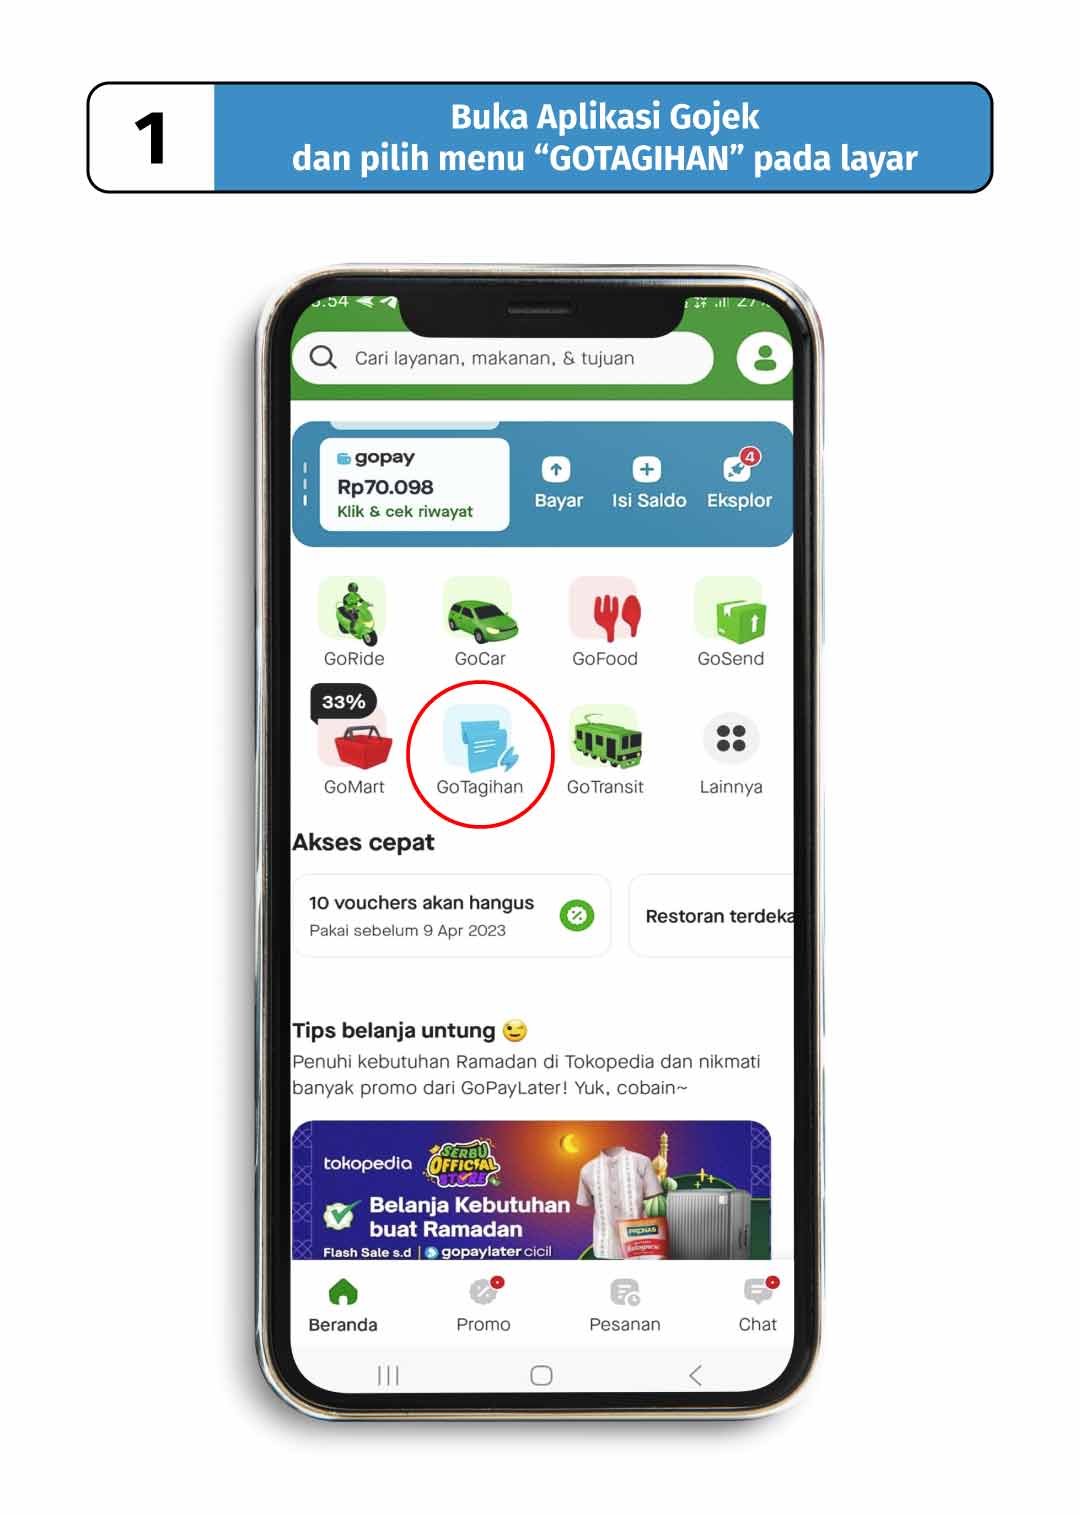 1
Buka Aplikasi Gojek
dan pilih menu “GOTAGIHAN” pada layar
Cari layanan, makanan, & tujuan
gopay
Rp70.098
Klik & cek riwayat
Bayar
Isi Saldo
4
Eksplor
GoRide
GoCar
GoFood
GoSend
33%
GoMart
GoTagihan
GoTransit
Lainnya
Akses cepat
10 vouchers akan hangus
Pakai sebelum 9 Apr 2023
Restoran terdeka
Tips belanja untung
Penuhi kebutuhan Ramadan di Tokopedia dan nikmati
banyak promo dari GoPayLater! Yuk, cobain~
tokopedia
SERBU
OFFICIAL
STORE
Belanja Kebutuhan
buat Ramadan
Flash Sale s.d | gopaylater cicil
PRONAS
Beranda
Promo
Pesanan
Chat